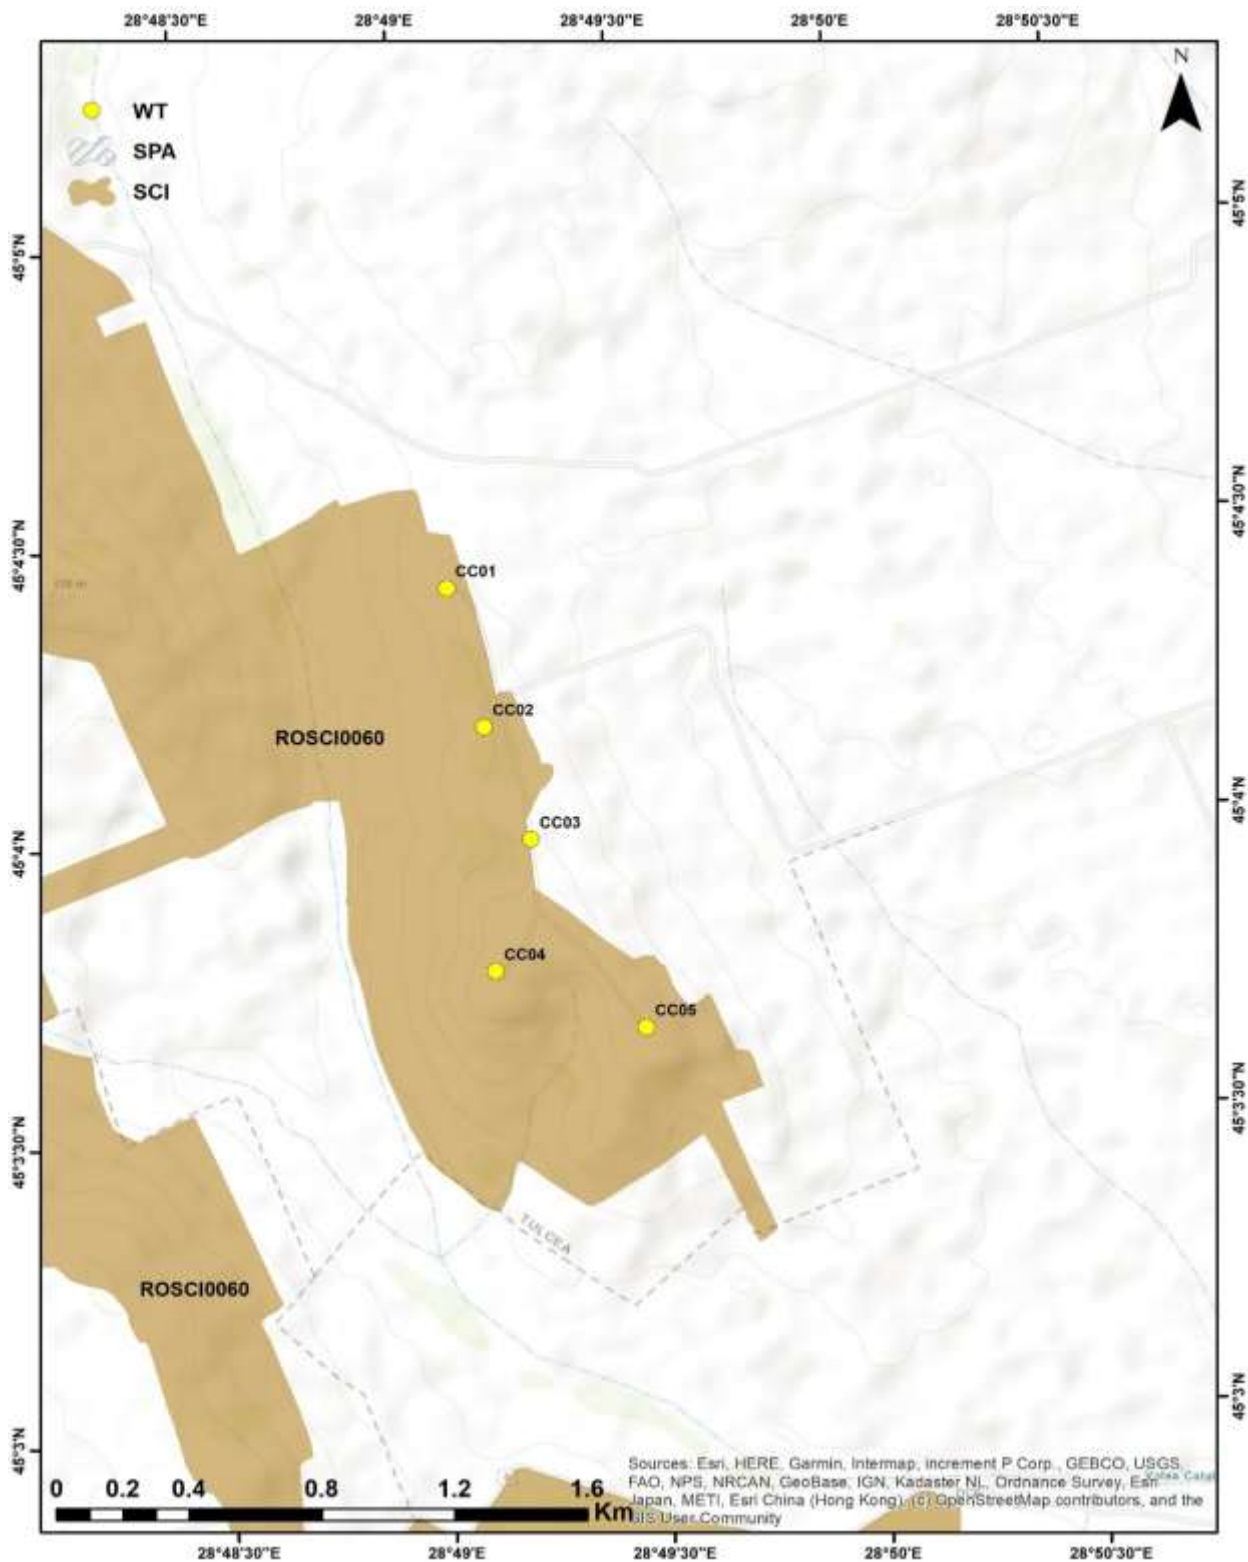 28°48'30"E 28°49'E 28°49'30"E 28°50'E 28°50'30"E
N
WT
SPA
SCI
45°5'N
45°5'N
45°4'30"N
45°4'30"N
CC01
CC02
ROSCI0060
45°4'N
CC03
45°4'N
CC04
CC05
45°3'30"N
45°3'30"N
TULCEA
ROSCI0060
45°3'N
45°3'N
Sources: Esri, HERE, Garmin, Intermap, increment P Corp., GEBCO, USGS,
FAO, NPS, NRCAN, GeoBase, IGN, Kadaster NL, Ordnance Survey, Esri
Japan, METI, Esri China (Hong Kong), (c) OpenStreetMap contributors, and the
GIS User Community
0 0.2 0.4 0.8 1.2 1.6
Km
28°48'30"E 28°49'E 28°49'30"E 28°50'E 28°50'30"E